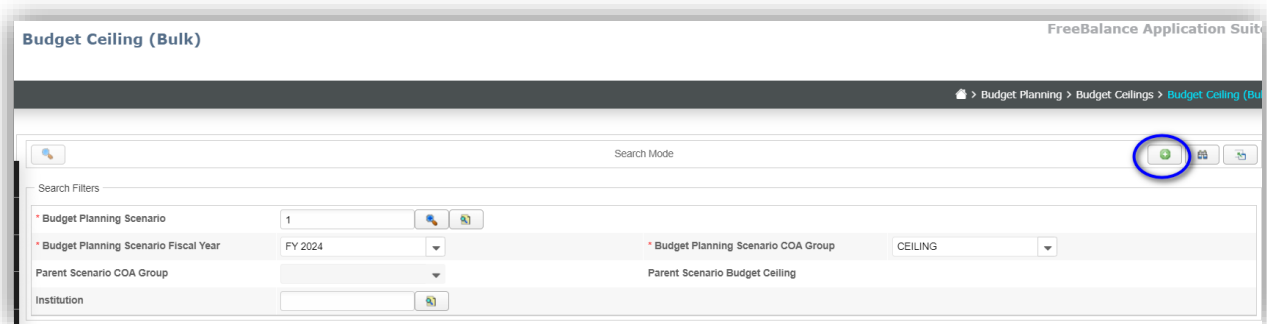 FreeBalance Application Suite
Budget Ceiling (Bulk)
> Budget Planning > Budget Ceilings > Budget Ceiling (Bu
Search Mode
Search Filters
* Budget Planning Scenario 1
* Budget Planning Scenario Fiscal Year FY 2024 * Budget Planning Scenario COA Group CEILING
Parent Scenario COA Group Parent Scenario Budget Ceiling
Institution